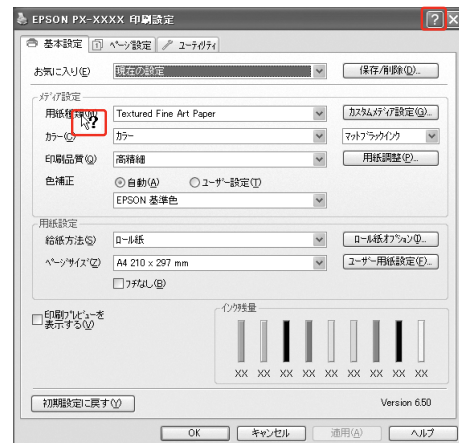 EPSON PX-XXXX 印刷設定 ? ×
基本設定 ページ設定 ユーティリティ
お気に入り(E) 現在の設定 保存/削除(D)...
メディア設定
用紙種類(M) Textured Fine Art Paper カスタムメディア設定(G)...
カラー(C) カラー マットブラックインク
印刷品質(Q) 高精細 用紙調整(P)...
色補正 自動(A) ユーザー設定(T)
EPSON 基準色
用紙設定
給紙方法(S) ロール紙 ロール紙オプション(I)...
ページサイズ(Z) A4 210 x 297 mm ユーザー用紙設定(F)...
フチなし(B)
印刷プレビューを
表示する(V)
インク残量
XX XX XX XX XX XX XX XX XX
初期設定に戻す(Y) Version 6.50
OK キャンセル 適用(A) ヘルプ